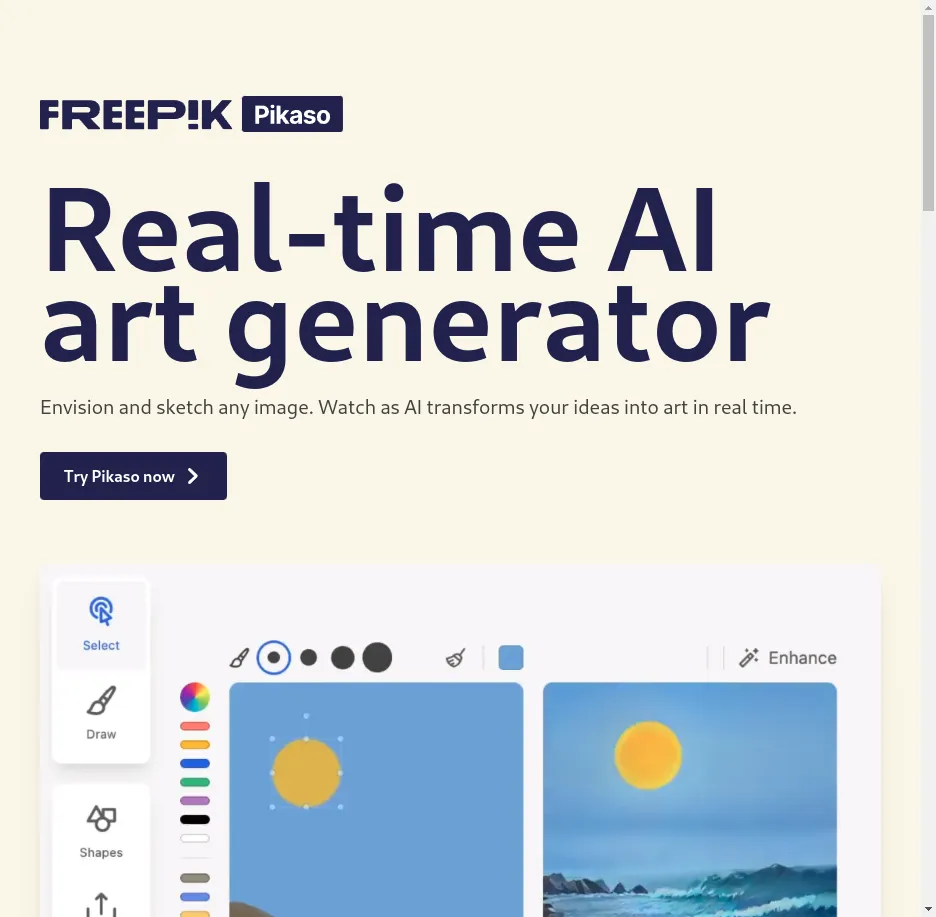 FREEP!K Pikaso
Real-time AI
art generator
Envision and sketch any image. Watch as AI transforms your ideas into art in real time.
Try Pikaso now
Select
Enhance
Draw
Shapes